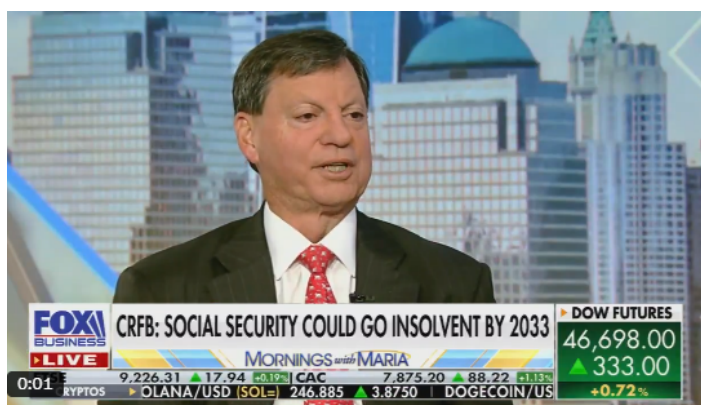 FOX
BUSINESS
LIVE
CRFB: SOCIAL SECURITY COULD GO INSOLVENT BY 2033
MORNINGS with MARIA
DOW FUTURES
46,698.00
333.00
+0.72%
0:01
9,226.31 17.94 +0.19% CAC 7,875.20 88.22 +1.13%
CRYPTOS OLANA/USD (SOL=) 246.885 3.8750 DOGECOIN/US